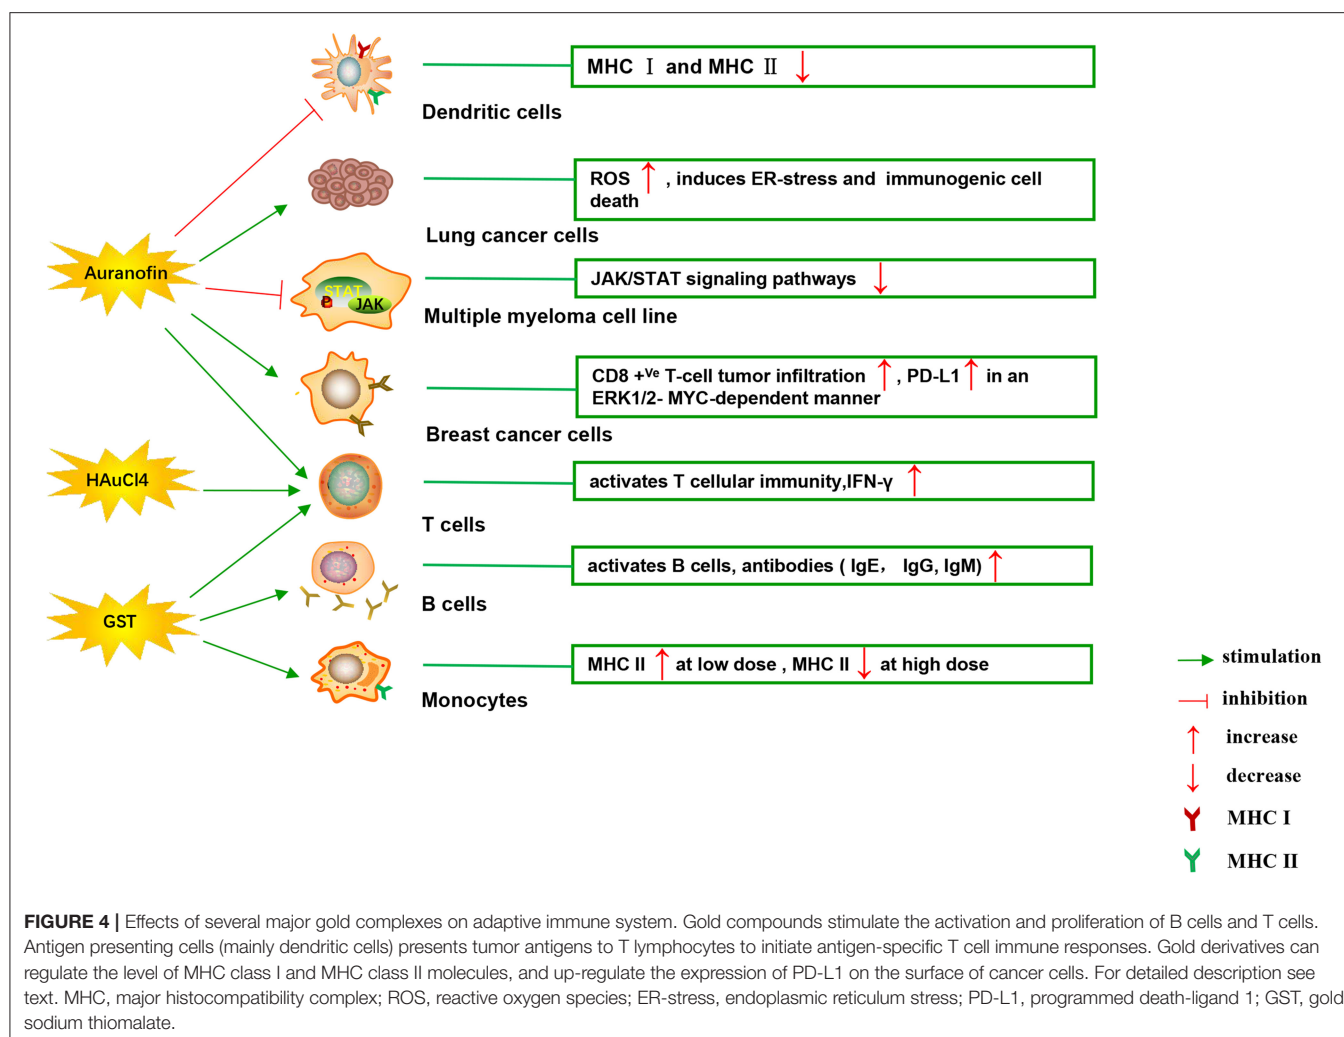 MHC Ⅰ and MHC Ⅱ
Dendritic cells
ROS , induces ER-stress and immunogenic cell
death
Lung cancer cells
Auranofin
STAT
JAK
JAK/STAT signaling pathways
Multiple myeloma cell line
CD8 +ve T-cell tumor infiltration , PD-L1 in an
ERK1/2- MYC-dependent manner
Breast cancer cells
HAuCl4
activates T cellular immunity,IFN-γ
T cells
activates B cells, antibodies ( IgE, IgG, IgM)
B cells
GST
MHC II at low dose , MHC II at high dose
Monocytes
stimulation
inhibition
increase
decrease
MHC I
MHC II
FIGURE 4 | Effects of several major gold complexes on adaptive immune system. Gold compounds stimulate the activation and proliferation of B cells and T cells.
Antigen presenting cells (mainly dendritic cells) presents tumor antigens to T lymphocytes to initiate antigen-specific T cell immune responses. Gold derivatives can
regulate the level of MHC class I and MHC class II molecules, and up-regulate the expression of PD-L1 on the surface of cancer cells. For detailed description see
text. MHC, major histocompatibility complex; ROS, reactive oxygen species; ER-stress, endoplasmic reticulum stress; PD-L1, programmed death-ligand 1; GST, gold
sodium thiomalate.